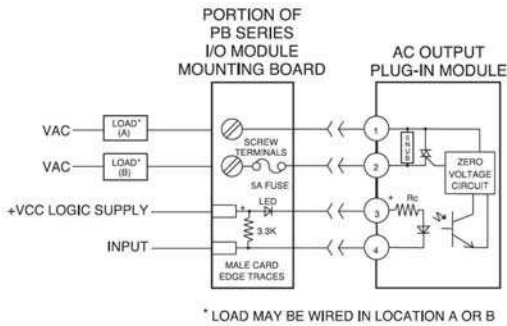 PORTION OF
PB SERIES
I/O MODULE
MOUNTING BOARD
AC OUTPUT
PLUG-IN MODULE
VAC
LOAD*
(A)
1
SCREW
TERMINALS
SNUB
VAC
LOAD*
(B)
2
5A FUSE
ZERO
VOLTAGE
CIRCUIT
+VCC LOGIC SUPPLY
+
LED
3
+
Rc
3.3K
INPUT
4
MALE CARD
EDGE TRACES
* LOAD MAY BE WIRED IN LOCATION A OR B